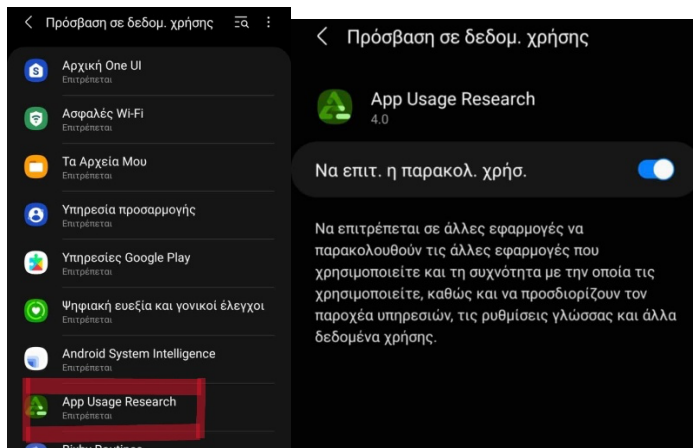 Πρόσβαση σε δεδομ. χρήσης
Αρχική One UI
Επιτρέπεται
Ασφαλές Wi-Fi
Επιτρέπεται
Τα Αρχεία Μου
Επιτρέπεται
Υπηρεσία προσαρμογής
Επιτρέπεται
Υπηρεσίες Google Play
Επιτρέπεται
Ψηφιακή ευεξία και γονικοί έλεγχοι
Επιτρέπεται
Android System Intelligence
Επιτρέπεται
App Usage Research
Επιτρέπεται
Bixby Routines
Πρόσβαση σε δεδομ. χρήσης
App Usage Research
4.0
Να επιτ. η παρακολ. χρήσ.
Να επιτρέπεται σε άλλες εφαρμογές να
παρακολουθούν τις άλλες εφαρμογές που
χρησιμοποιείτε και τη συχνότητα με την οποία τις
χρησιμοποιείτε, καθώς και να προσδιορίζουν τον
παροχέα υπηρεσιών, τις ρυθμίσεις γλώσσας και άλλα
δεδομένα χρήσης.